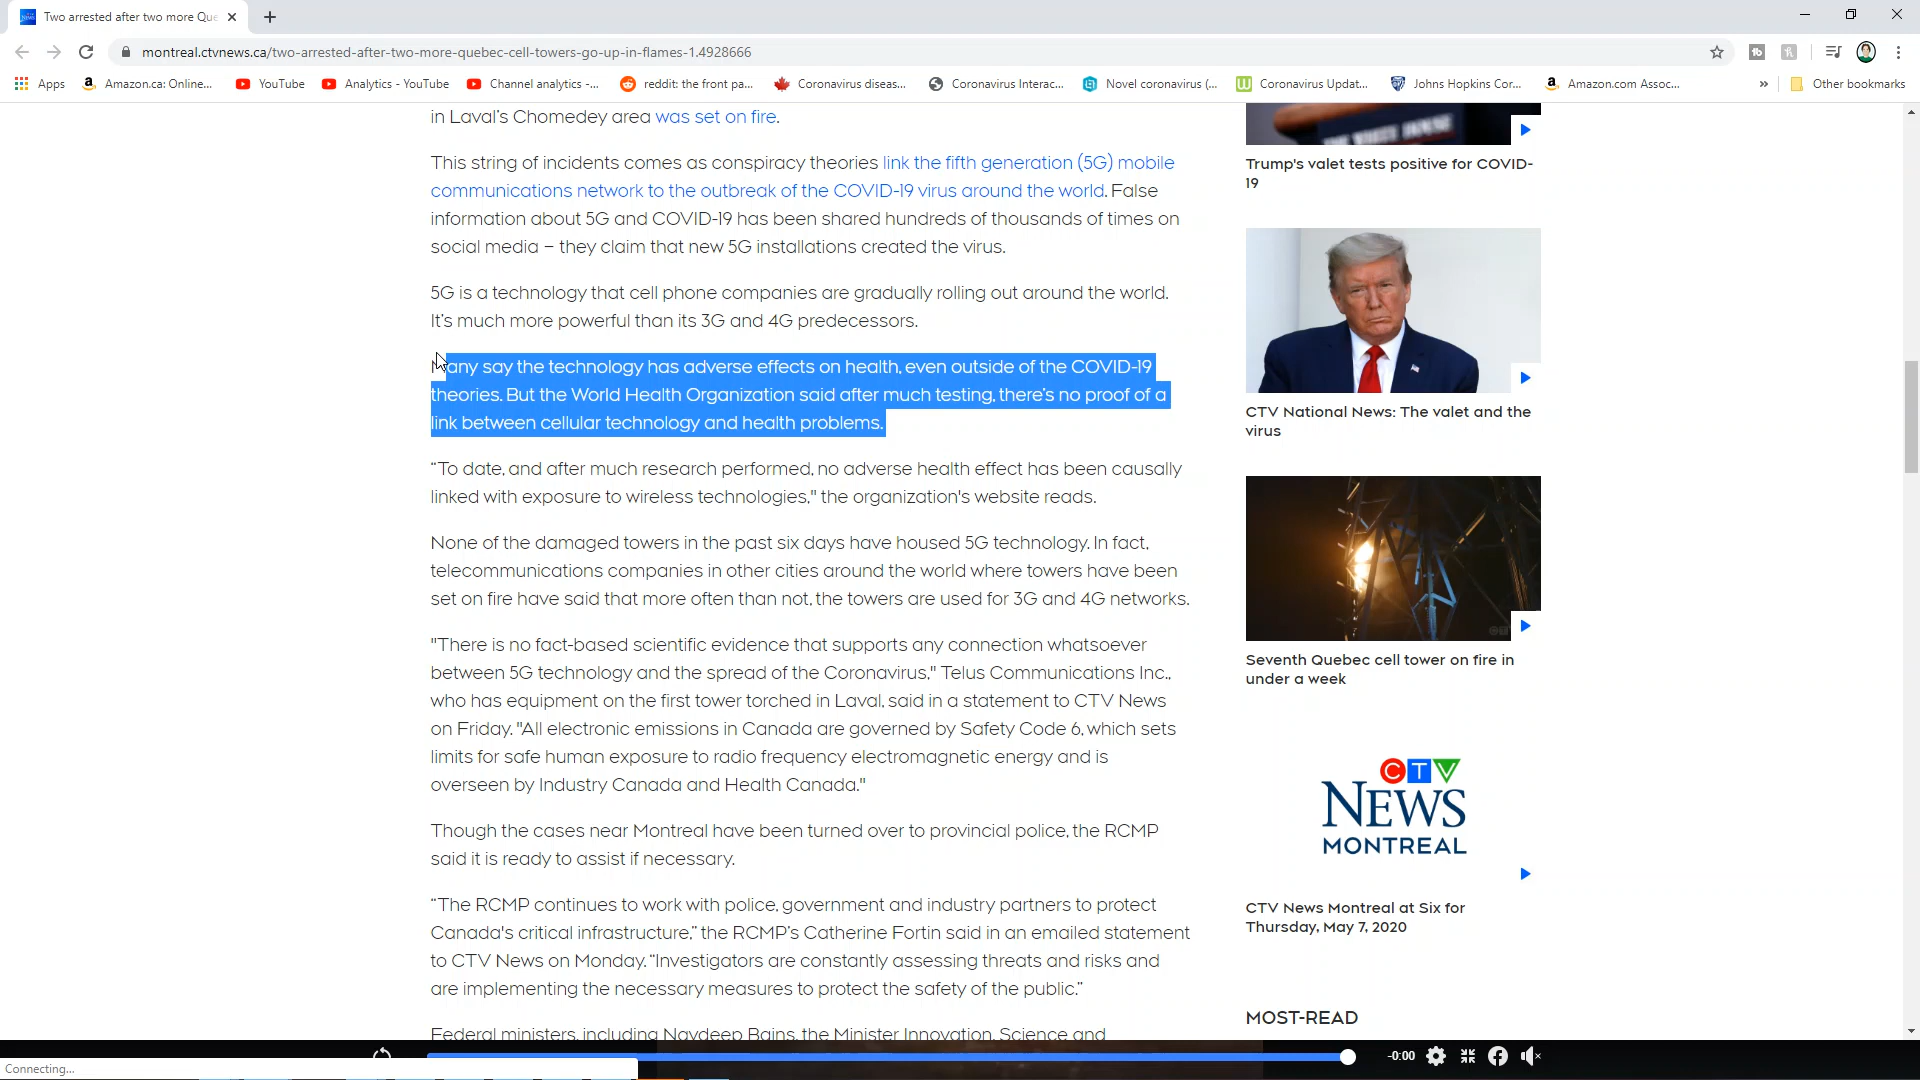 Two arrested after two more Que
montreal.ctvnews.ca/two-arrested-after-two-more-quebec-cell-towers-go-up-in-flames-1.4928666
Apps
Amazon.ca: Online...
YouTube
Analytics - YouTube
Channel analytics -...
reddit: the front pa...
Coronavirus diseas...
Coronavirus Interac...
Novel coronavirus (...
Coronavirus Updat...
Johns Hopkins Cor...
Amazon.com Assoc...
»
Other bookmarks
in Laval's Chomedey area was set on fire.
This string of incidents comes as conspiracy theories link the fifth generation (5G) mobile
communications network to the outbreak of the COVID-19 virus around the world. False
information about 5G and COVID-19 has been shared hundreds of thousands of times on
social media – they claim that new 5G installations created the virus.
5G is a technology that cell phone companies are gradually rolling out around the world.
It's much more powerful than its 3G and 4G predecessors.
Many say the technology has adverse effects on health, even outside of the COVID-19
theories. But the World Health Organization said after much testing, there's no proof of a
link between cellular technology and health problems.
“To date, and after much research performed, no adverse health effect has been causally
linked with exposure to wireless technologies," the organization's website reads.
None of the damaged towers in the past six days have housed 5G technology. In fact,
telecommunications companies in other cities around the world where towers have been
set on fire have said that more often than not, the towers are used for 3G and 4G networks.
"There is no fact-based scientific evidence that supports any connection whatsoever
between 5G technology and the spread of the Coronavirus," Telus Communications Inc.,
who has equipment on the first tower torched in Laval, said in a statement to CTV News
on Friday. "All electronic emissions in Canada are governed by Safety Code 6, which sets
limits for safe human exposure to radio frequency electromagnetic energy and is
overseen by Industry Canada and Health Canada."
Though the cases near Montreal have been turned over to provincial police, the RCMP
said it is ready to assist if necessary.
“The RCMP continues to work with police, government and industry partners to protect
Canada's critical infrastructure,” the RCMP's Catherine Fortin said in an emailed statement
to CTV News on Monday. “Investigators are constantly assessing threats and risks and
are implementing the necessary measures to protect the safety of the public.”
Federal ministers, including Navdeep Bains, the Minister Innovation, Science and
THE WHITE HOUSE
Trump's valet tests positive for COVID-
19
CTV National News: The valet and the
virus
Seventh Quebec cell tower on fire in
under a week
CTV
NEWS
MONTREAL
CTV News Montreal at Six for
Thursday, May 7, 2020
MOST-READ
-0:00
Connecting...